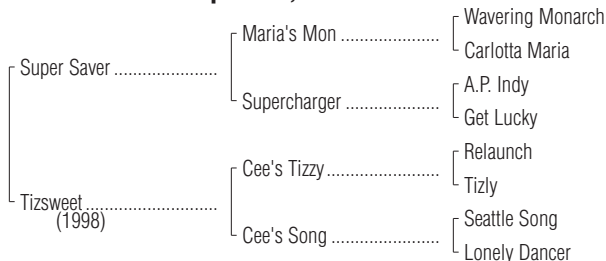 Wavering Monarch
Maria's Mon ....................
Carlotta Maria
Super Saver .....................
A.P. Indy
Supercharger ...................
Get Lucky
Relaunch
Cee's Tizzy .......................
Tizly
Tizsweet ...........................
(1998)
Seattle Song
Cee's Song ......................
Lonely Dancer